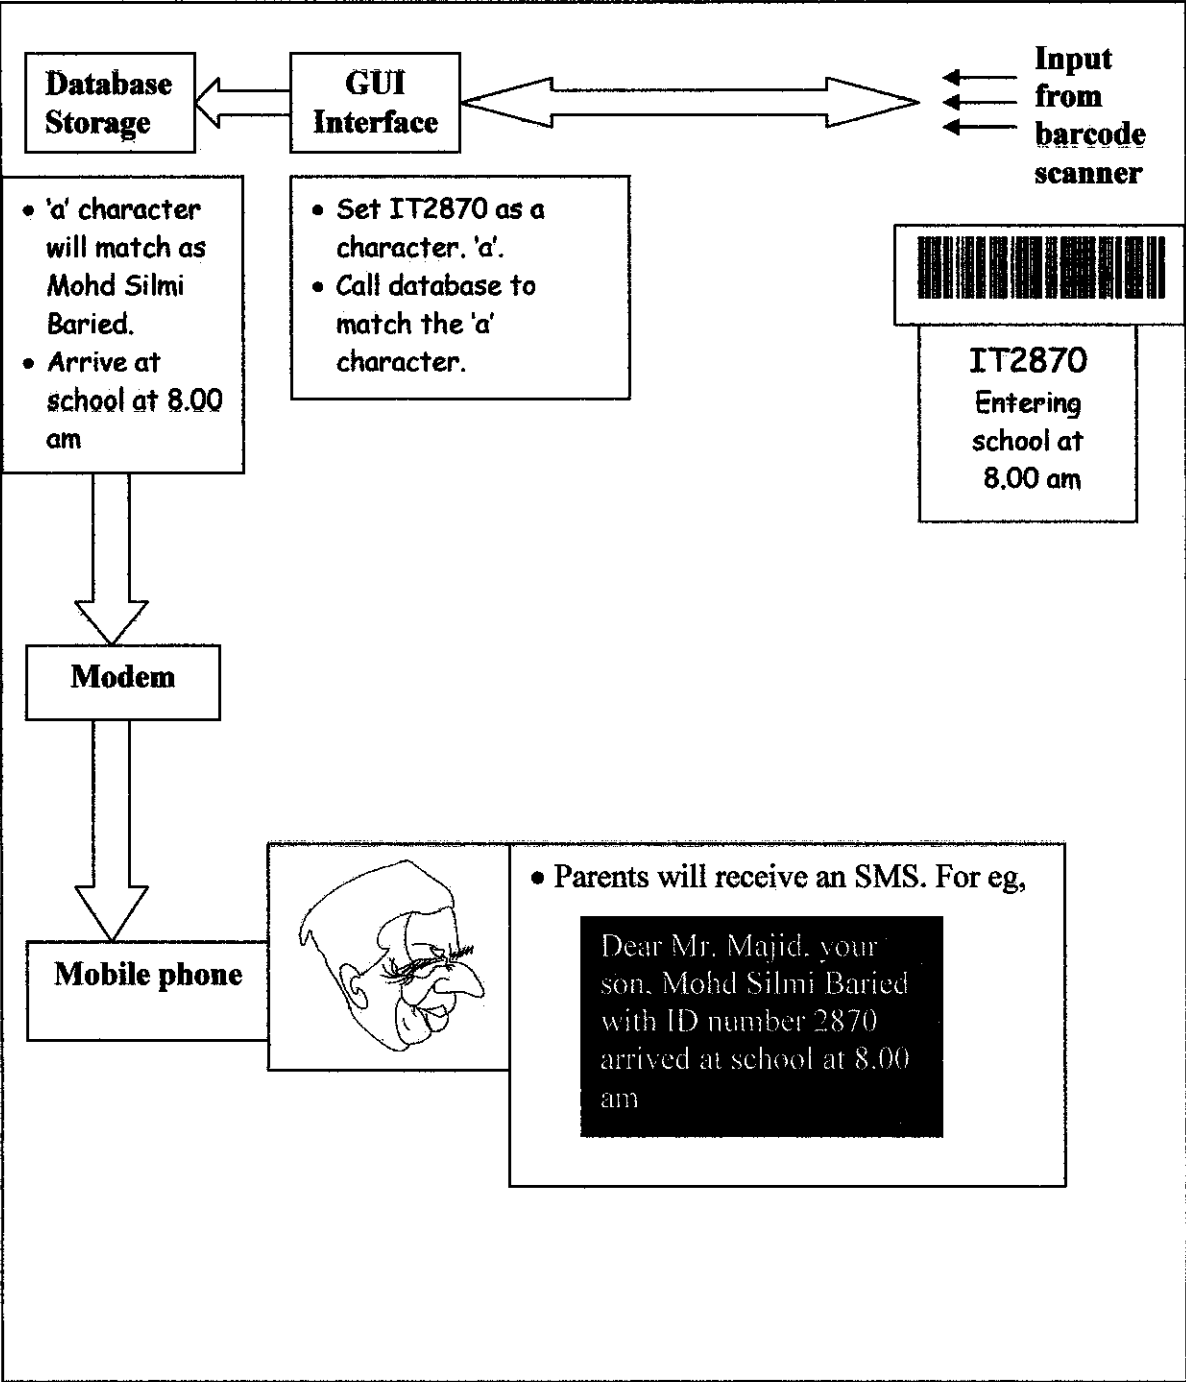 Database
Storage
GUI
Interface
Input
from
barcode
scanner
• 'a' character
will match as
Mohd Silmi
Baried.
• Arrive at
school at 8.00
am
• Set IT2870 as a
character. 'a'.
• Call database to
match the 'a'
character.
IT2870
Entering
school at
8.00 am
Modem
Mobile phone
• Parents will receive an SMS. For eg,
Dear Mr. Majid. your
son. Mohd Silmi Baried
with ID number 2870
arrived at school at 8.00
am